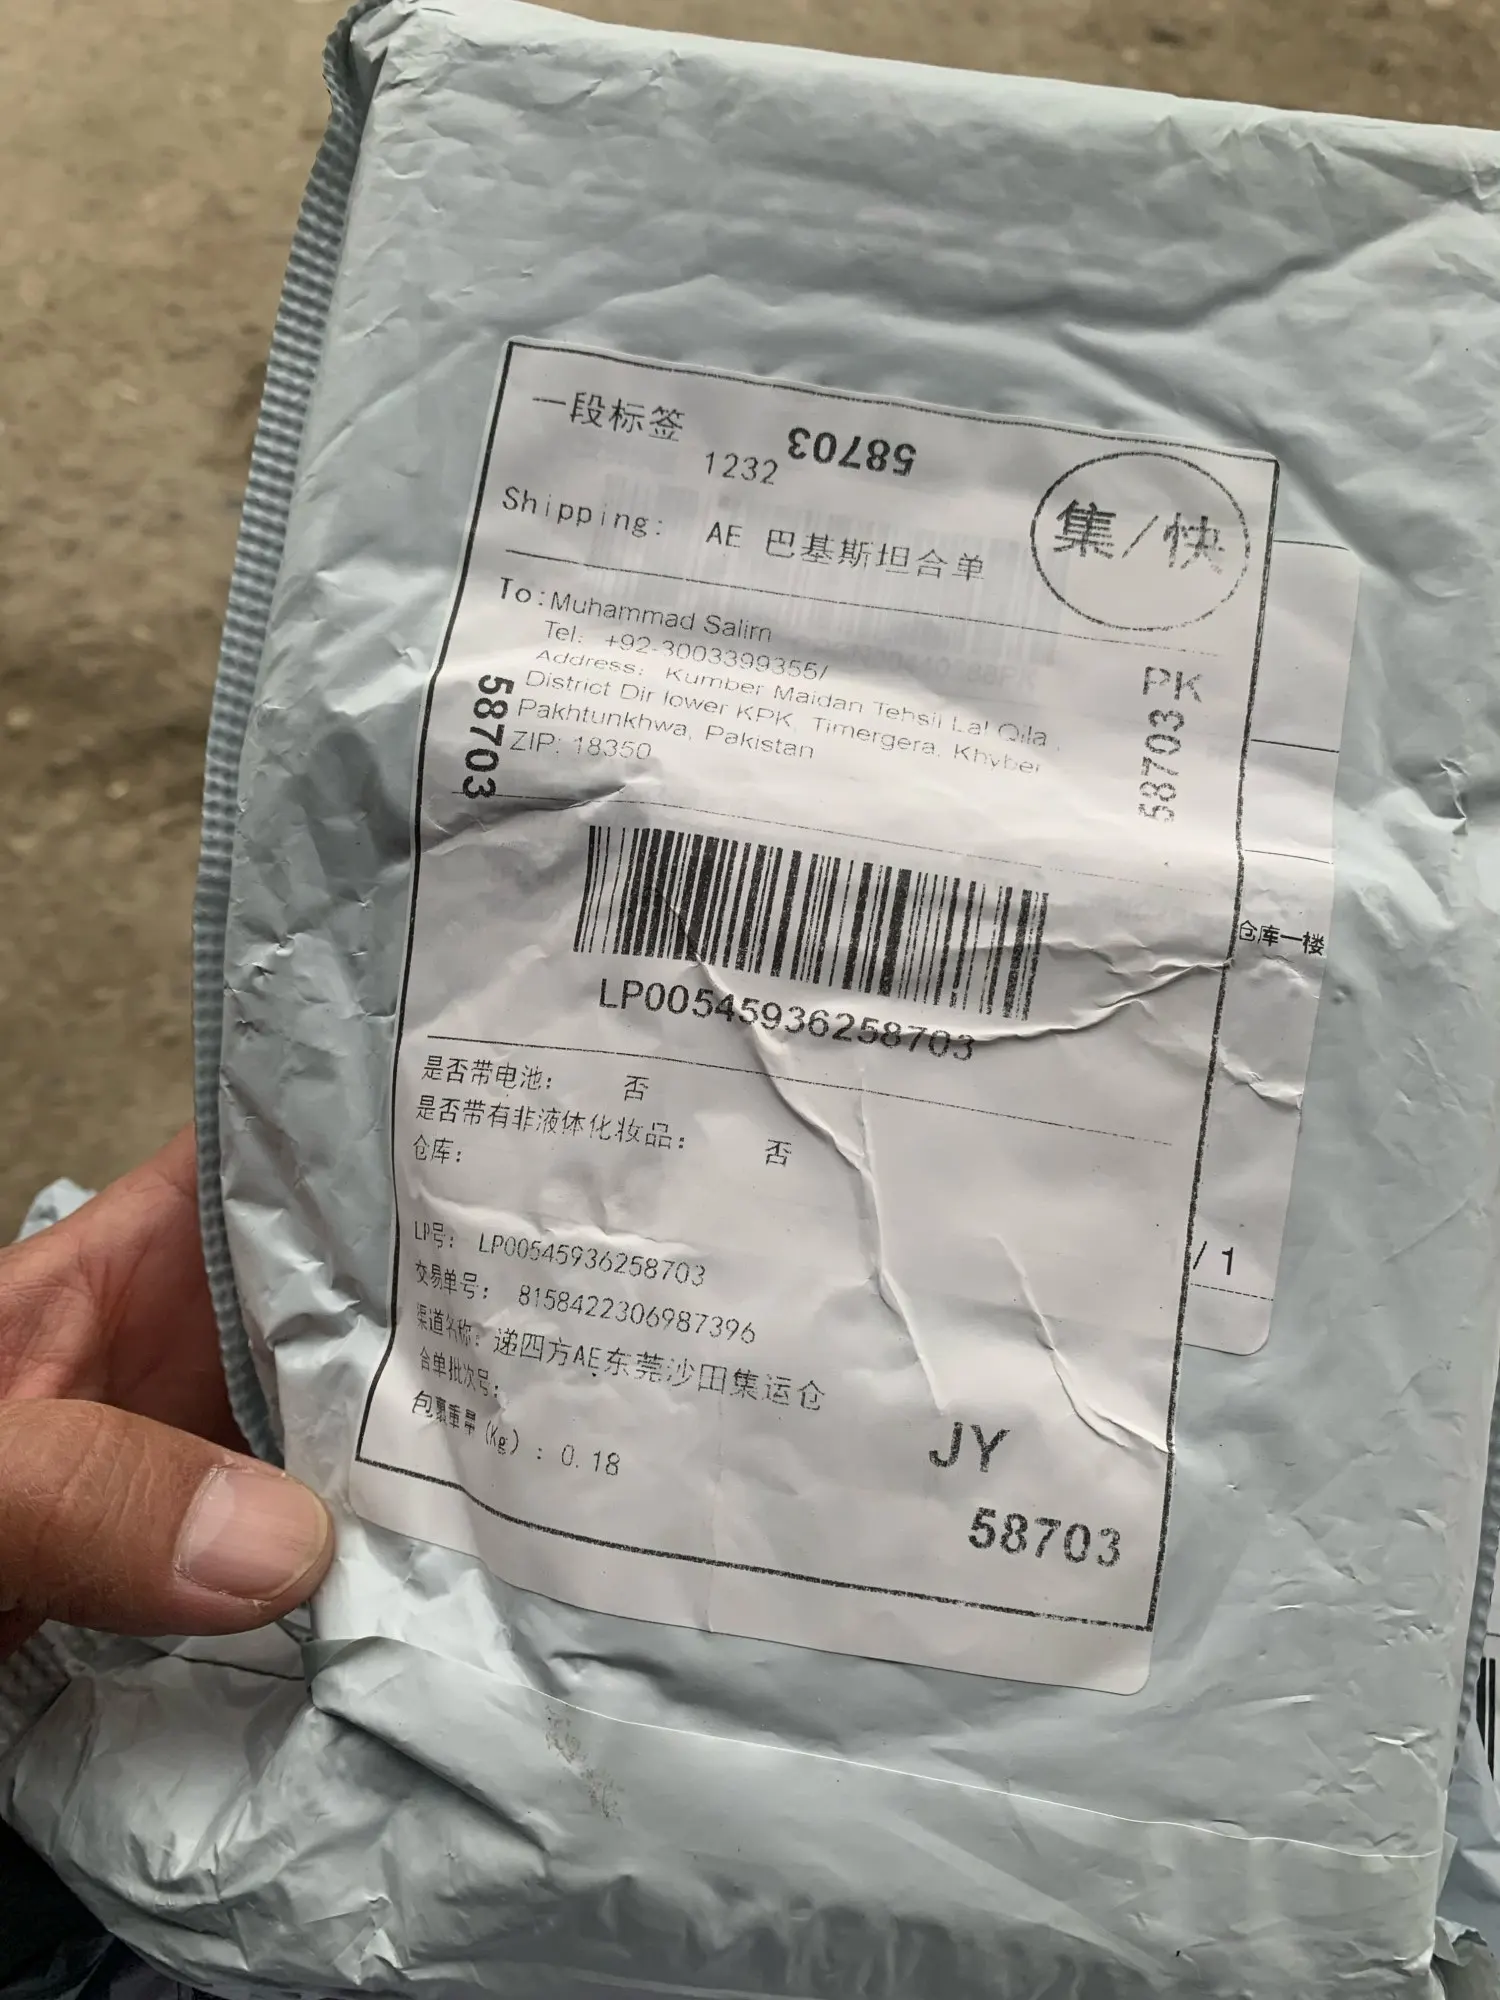 一段标签
1232
58703
集/快
Shipping: AE 巴基斯坦合单
To: Muhammad Salirn
Tel: +92-3003399355/
Address: Kumber Maidan Tehsil Lal Qila,
District Dir lower KPK, Timergera, Khyber
Pakhtunkhwa, Pakistan
ZIP: 18350
58703
PK
58703
LP00545936258703
仓库一楼
是否带电池: 否
是否带有非液体化妆品: 否
仓库:
LP号: LP00545936258703
交易单号: 8158422306987396
渠道名称: 递四方AE东莞沙田集运仓
合单批次号:
包裹重量(Kg): 0.18
/ 1
JY
58703